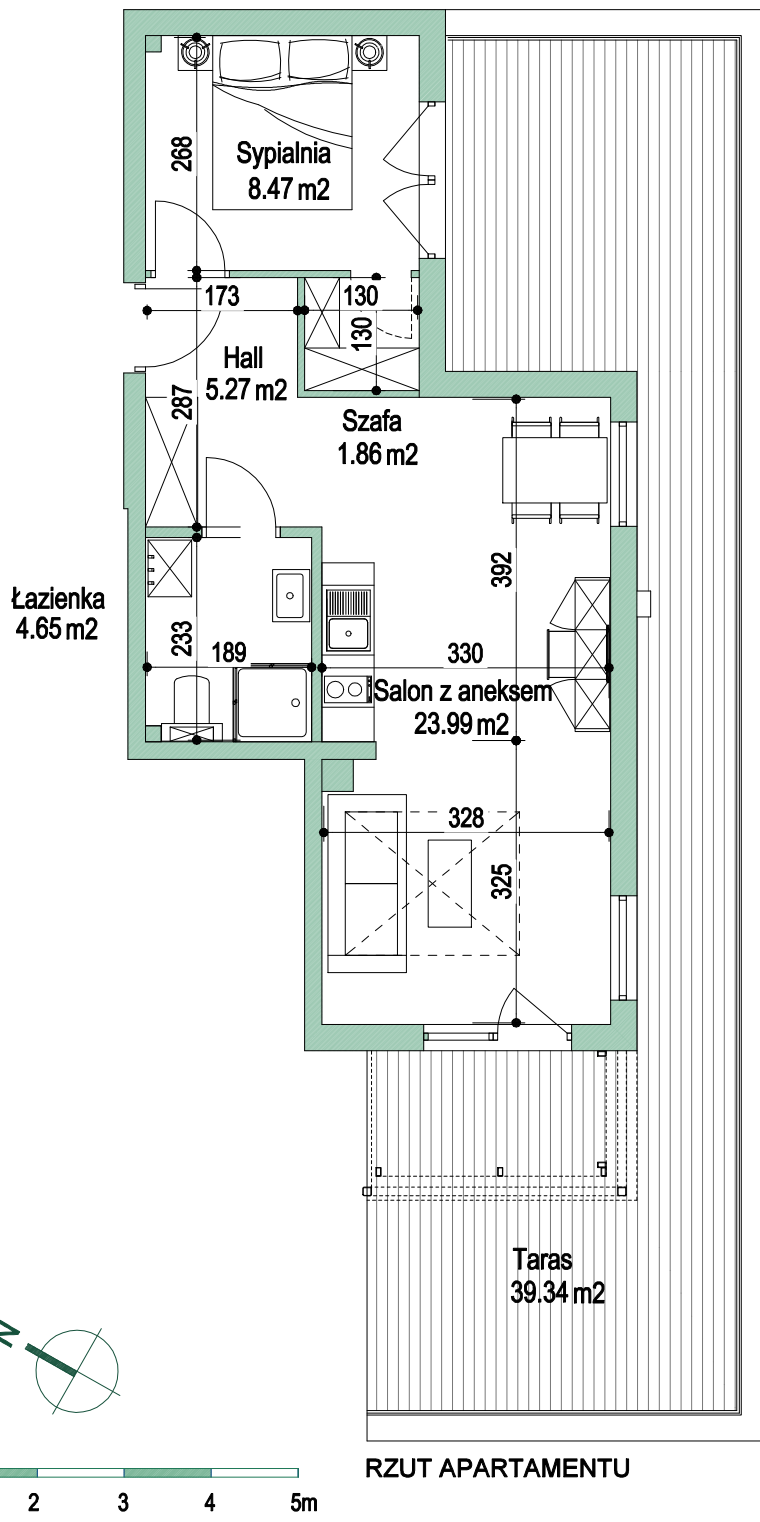 268
Sypialnia
8.47 m2
173
130
130
Hall
5.27 m2
287
Szafa
1.86 m2
392
Łazienka
4.65 m2
233
189
330
Salon z aneksem
23.99 m2
328
325
Taras
39.34 m2
N
RZUT APARTAMENTU
2 3 4 5m